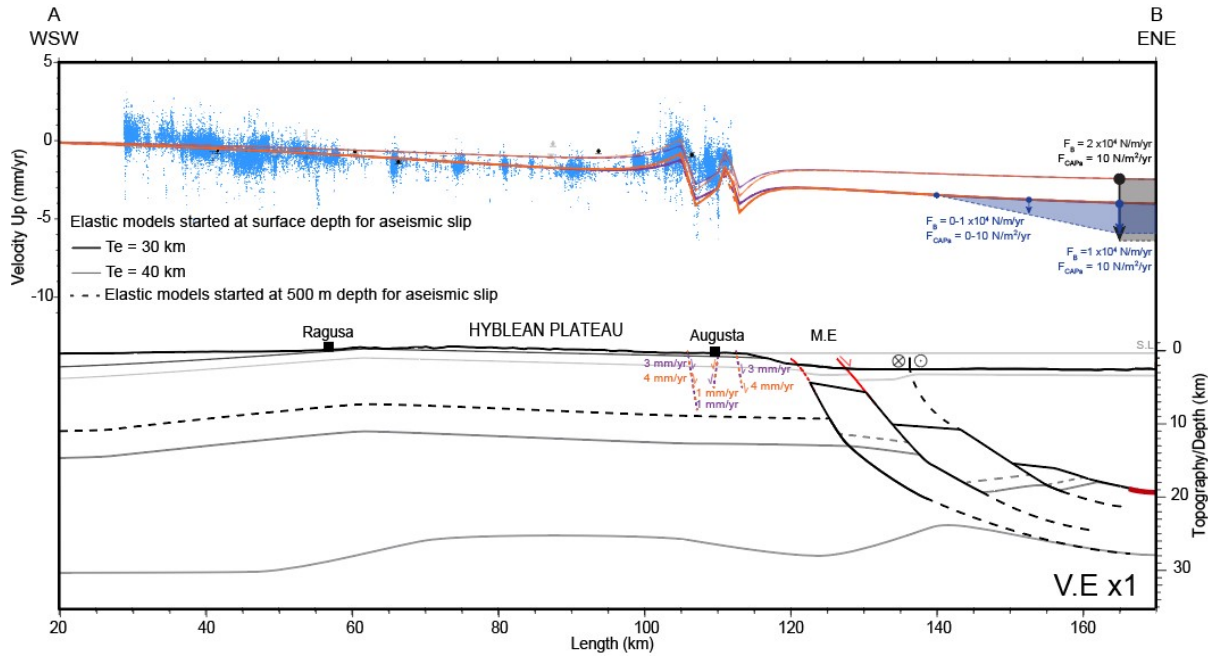 A
WSW
B
ENE
5
0
-5
-10
Velocity Up (mm/yr)
F_B = 2 x10⁴ N/m/yr
F_CAPs = 10 N/m²/yr
F_B = 0-1 x10⁴ N/m/yr
F_CAPs = 0-10 N/m²/yr
F_B =1 x10⁴ N/m/yr
F_CAPs = 10 N/m²/yr
Elastic models started at surface depth for aseismic slip
Te = 30 km
Te = 40 km
Elastic models started at 500 m depth for aseismic slip
Ragusa
HYBLEAN PLATEAU
Augusta
M.E
S.L
3 mm/yr
4 mm/yr
1 mm/yr
1 mm/yr
3 mm/yr
4 mm/yr
0
10
20
30
Topography/Depth (km)
V.E x1
20
40
60
80
100
120
140
160
Length (km)